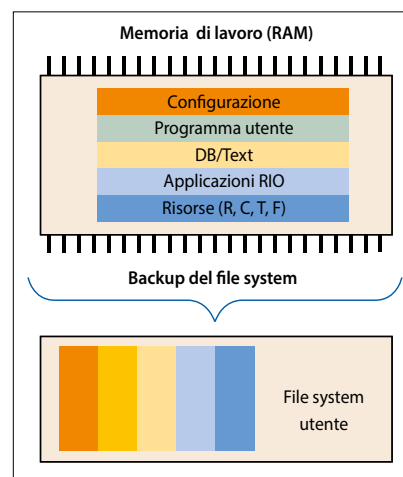 Memoria di lavoro (RAM)
Configurazione
Programma utente
DB/Text
Applicazioni RIO
Risorse (R, C, T, F)
Backup del file system
File system
utente